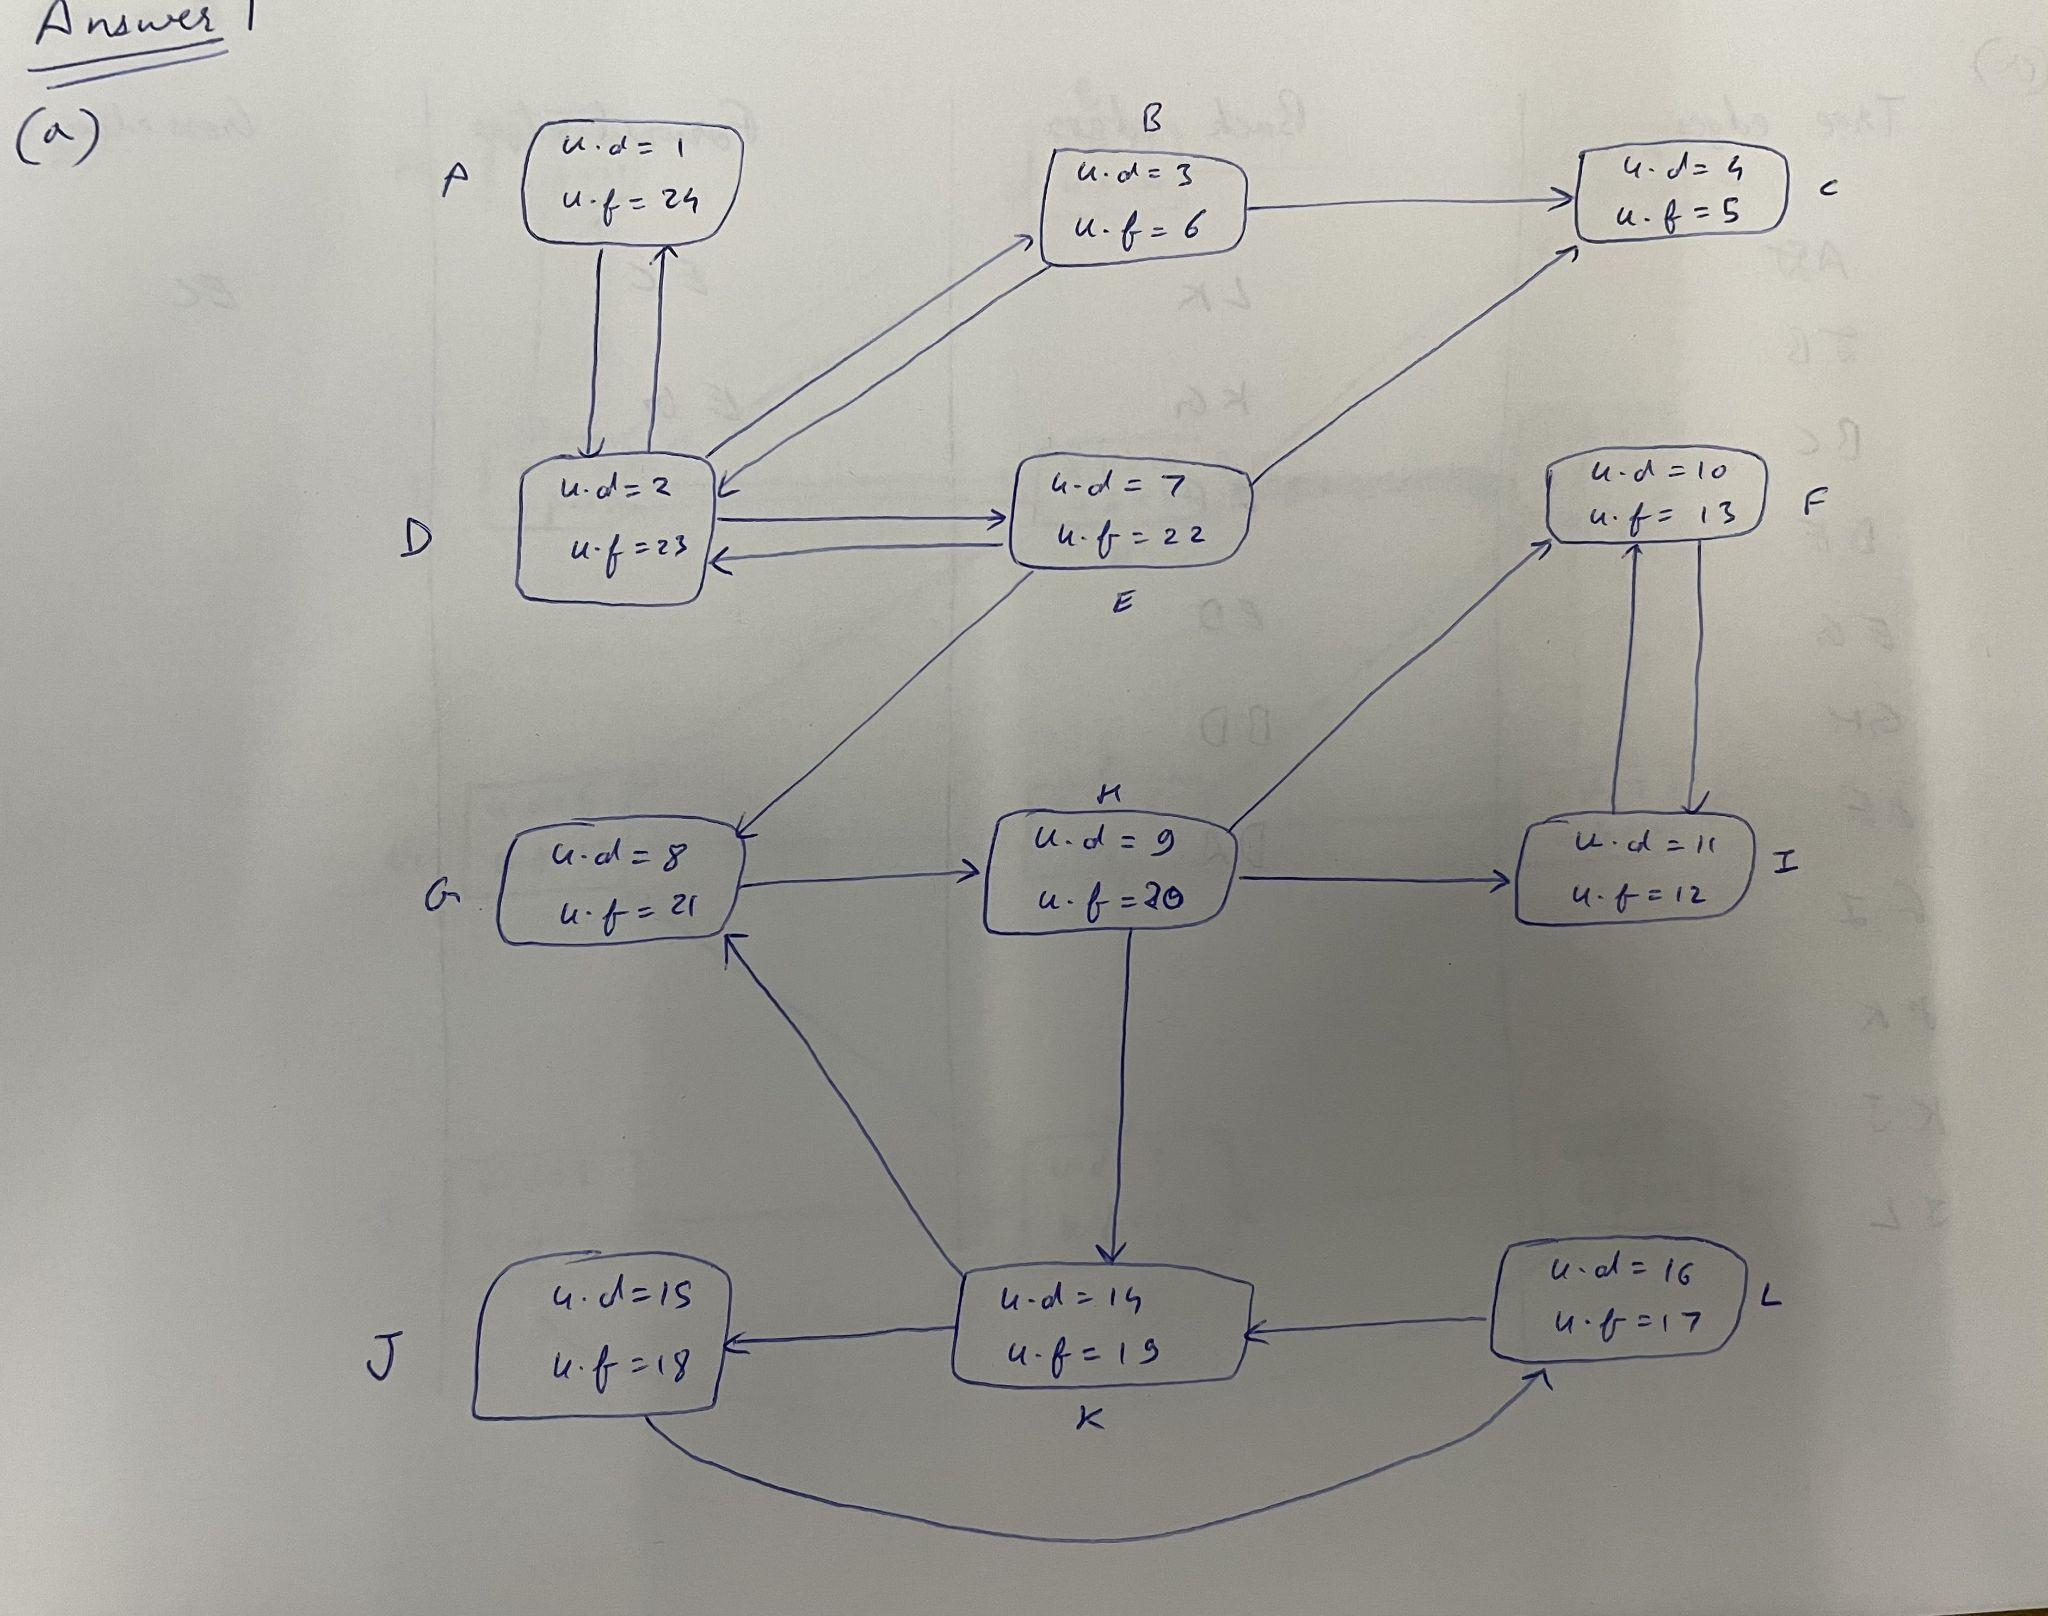 Answer 1
(a)
B
A
u.d = 1
u.f = 24
u.d = 3
u.f = 6
u.d = 4
u.f = 5
C
D
u.d = 2
u.f = 23
u.d = 7
u.f = 22
E
u.d = 10
u.f = 13
F
H
G
u.d = 8
u.f = 21
u.d = 9
u.f = 20
u.d = 11
u.f = 12
I
J
u.d = 15
u.f = 18
u.d = 14
u.f = 19
K
u.d = 16
u.f = 17
L